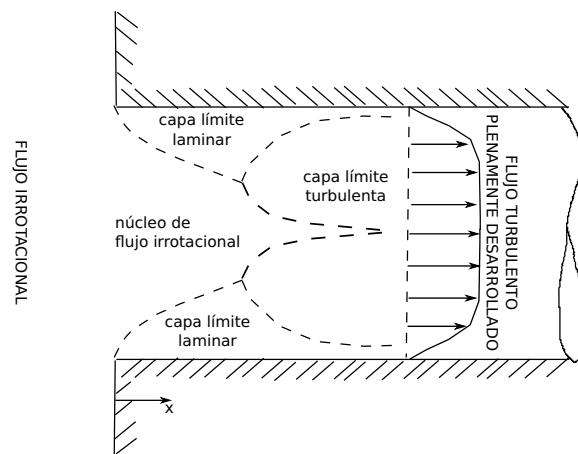 capa límite
laminar
FLUJO IRROTACIONAL
capa límite
turbulenta
núcleo de
flujo irrotacional
FLUJO TURBULENTO
PLENAMENTE DESARROLLADO
capa límite
laminar
x